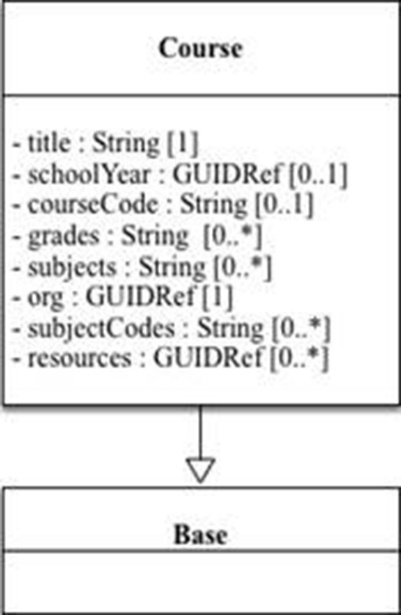 Course
- title : String [1]
- schoolYear : GUIDRef [0..1]
- courseCode : String [0..1]
- grades : String [0..*]
- subjects : String [0..*]
- org : GUIDRef [1]
- subjectCodes : String [0..*]
- resources : GUIDRef [0..*]
Base